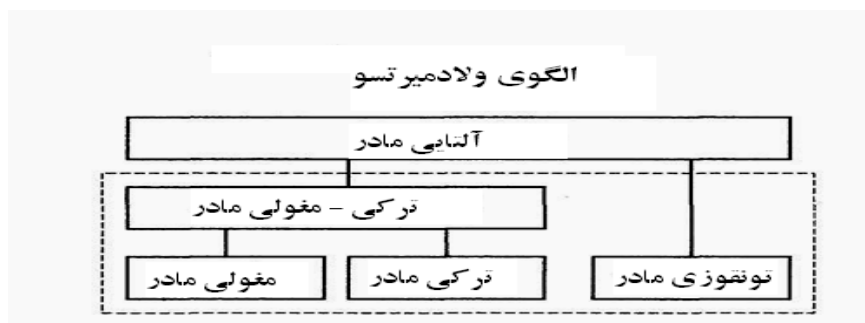 الگوی ولادمیرتسو
آلتایی مادر
ترکی - مغولی مادر
تونقوزی مادر
ترکی مادر
مغولی مادر